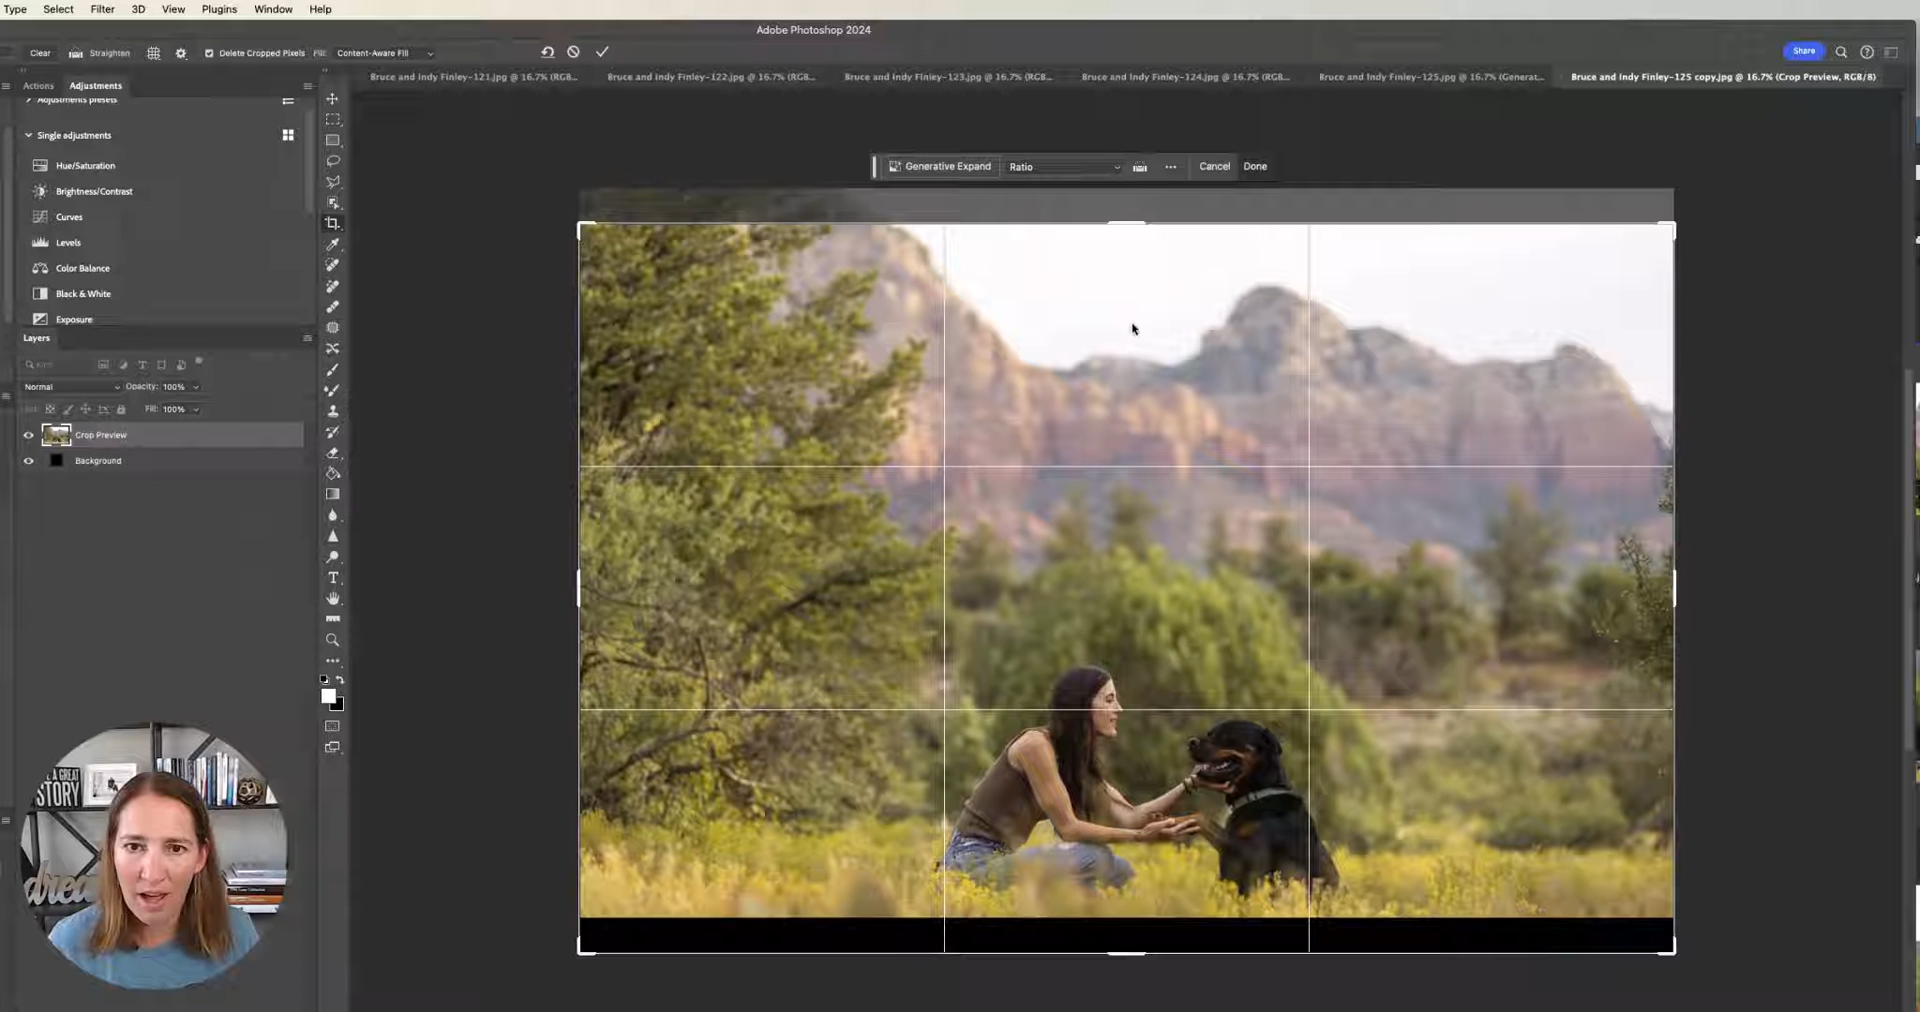 Type Select Filter 3D View Plugins Window Help
Adobe Photoshop 2024
Clear Straighten Delete Cropped Pixels Fill: Content-Aware Fill Share
Bruce and Indy Finley-121.jpg @ 16.7% (RGB... Bruce and Indy Finley-122.jpg @ 16.7% (RGB... Bruce and Indy Finley-123.jpg @ 16.7% (RGB... Bruce and Indy Finley-124.jpg @ 16.7% (RGB... Bruce and Indy Finley-125.jpg @ 16.7% (Generat... Bruce and Indy Finley-125 copy.jpg @ 16.7% (Crop Preview, RGB/8)
Actions Adjustments
Adjustments presets
Single adjustments
Generative Expand Ratio Cancel Done
Hue/Saturation
Brightness/Contrast
Curves
Levels
Color Balance
Black & White
Exposure
Layers
Normal Opacity: 100%
Fill: 100%
Crop Preview
Background
A GREAT
STORY
drea